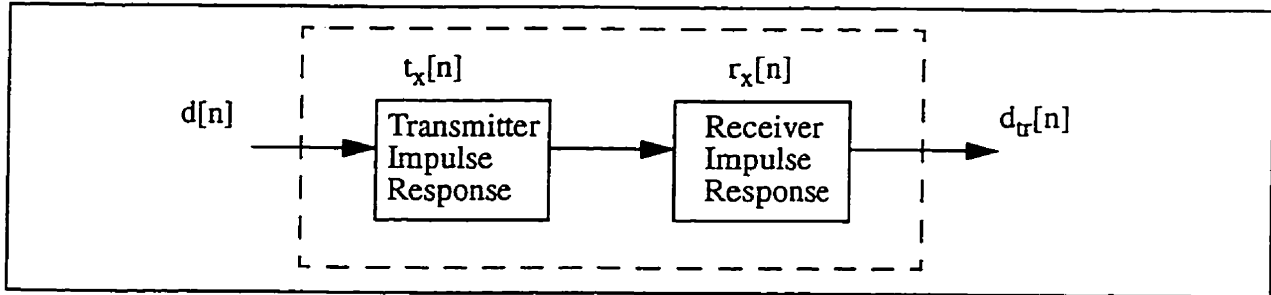 t_x[n]
r_x[n]
d[n]
Transmitter
Impulse
Response
Receiver
Impulse
Response
d_tr[n]